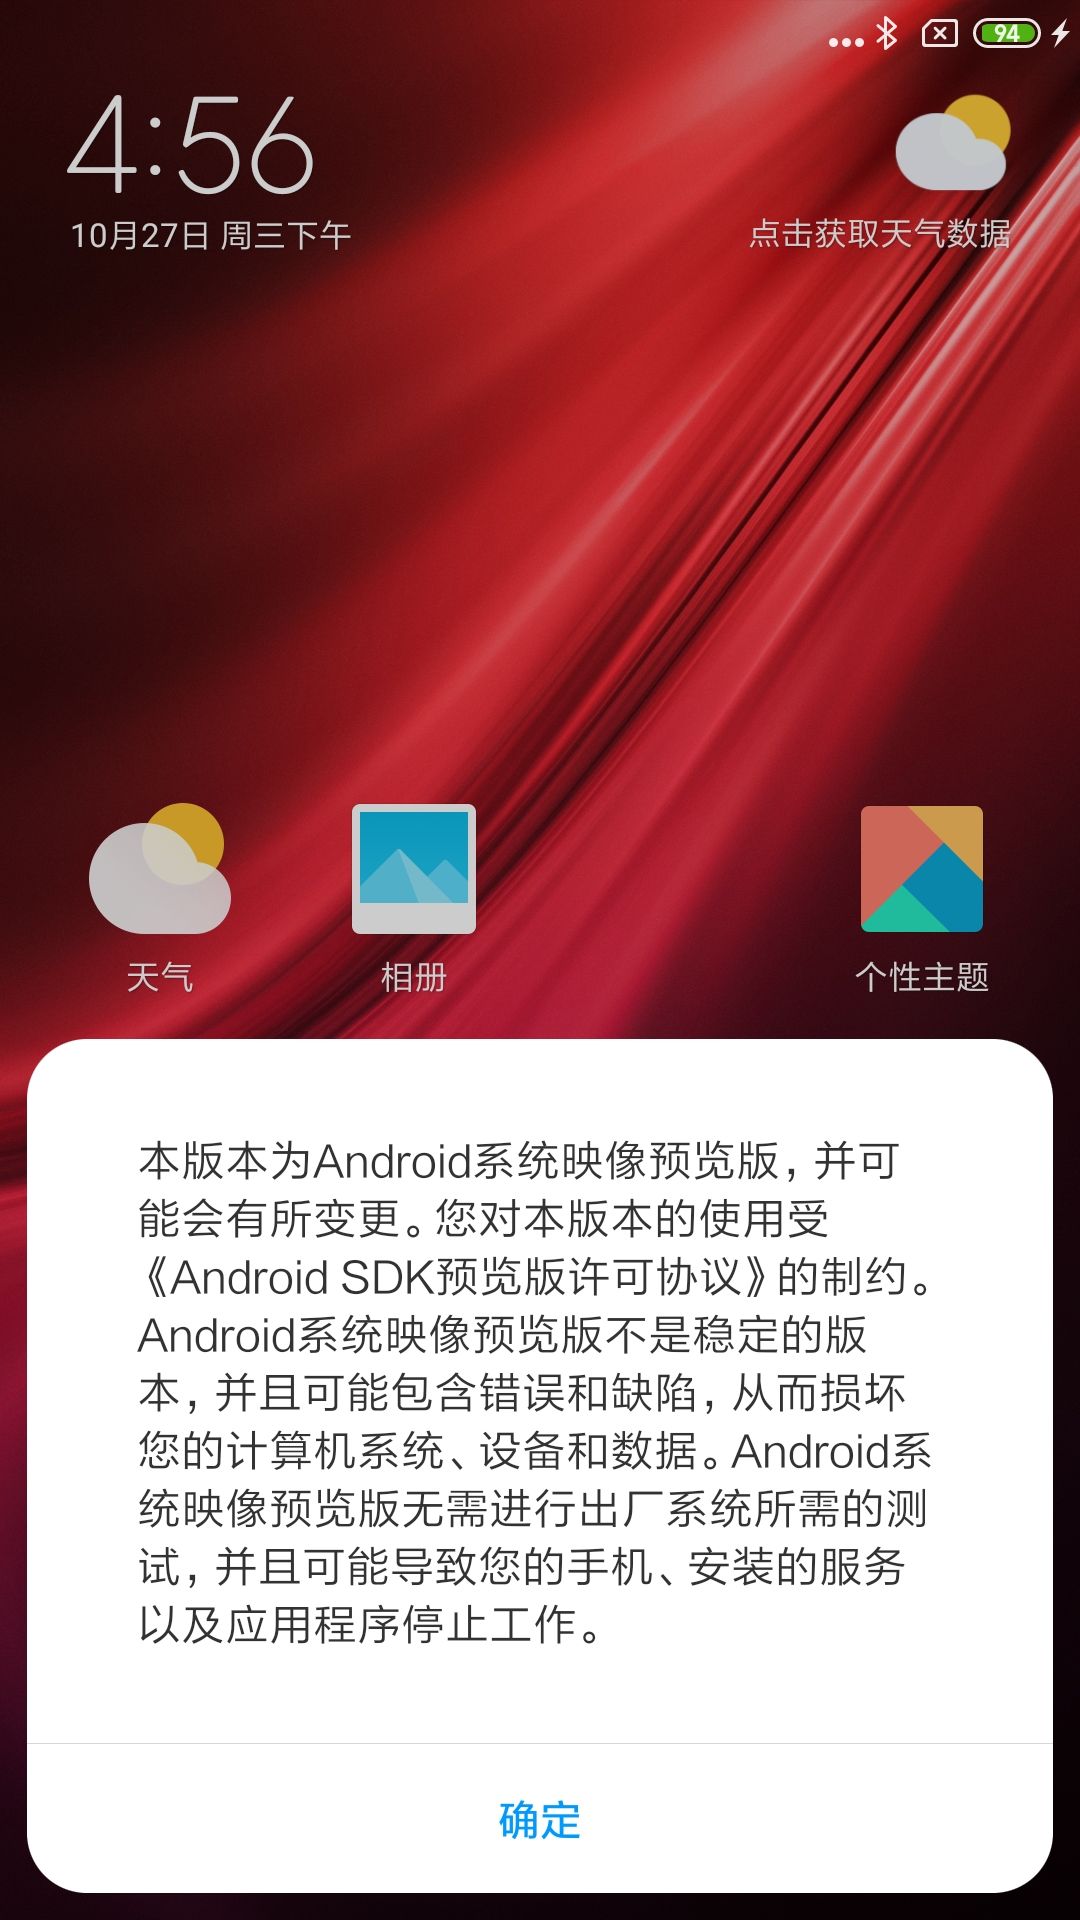 94
4:56
10月27日 周三下午
点击获取天气数据
天气
相册
个性主题
本版本为Android系统映像预览版，并可
能会有所变更。您对本版本的使用受
《Android SDK预览版许可协议》的制约。
Android系统映像预览版不是稳定的版
本，并且可能包含错误和缺陷，从而损坏
您的计算机系统、设备和数据。Android系
统映像预览版无需进行出厂系统所需的测
试，并且可能导致您的手机、安装的服务
以及应用程序停止工作。
确定